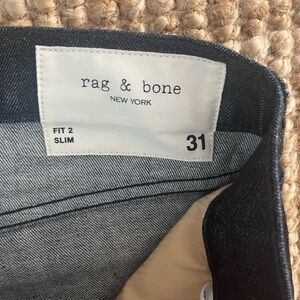 rag & bone
NEW YORK
FIT 2
SLIM
31